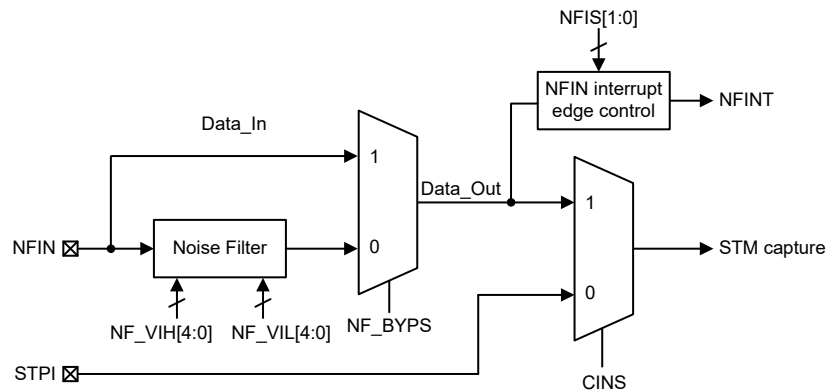 NFIS[1:0]
NFIN interrupt
edge control
NFINT
Data_In
1
Data_Out
1
NFIN
Noise Filter
0
STM capture
0
NF_VIH[4:0]
NF_VIL[4:0]
NF_BYPS
STPI
CINS